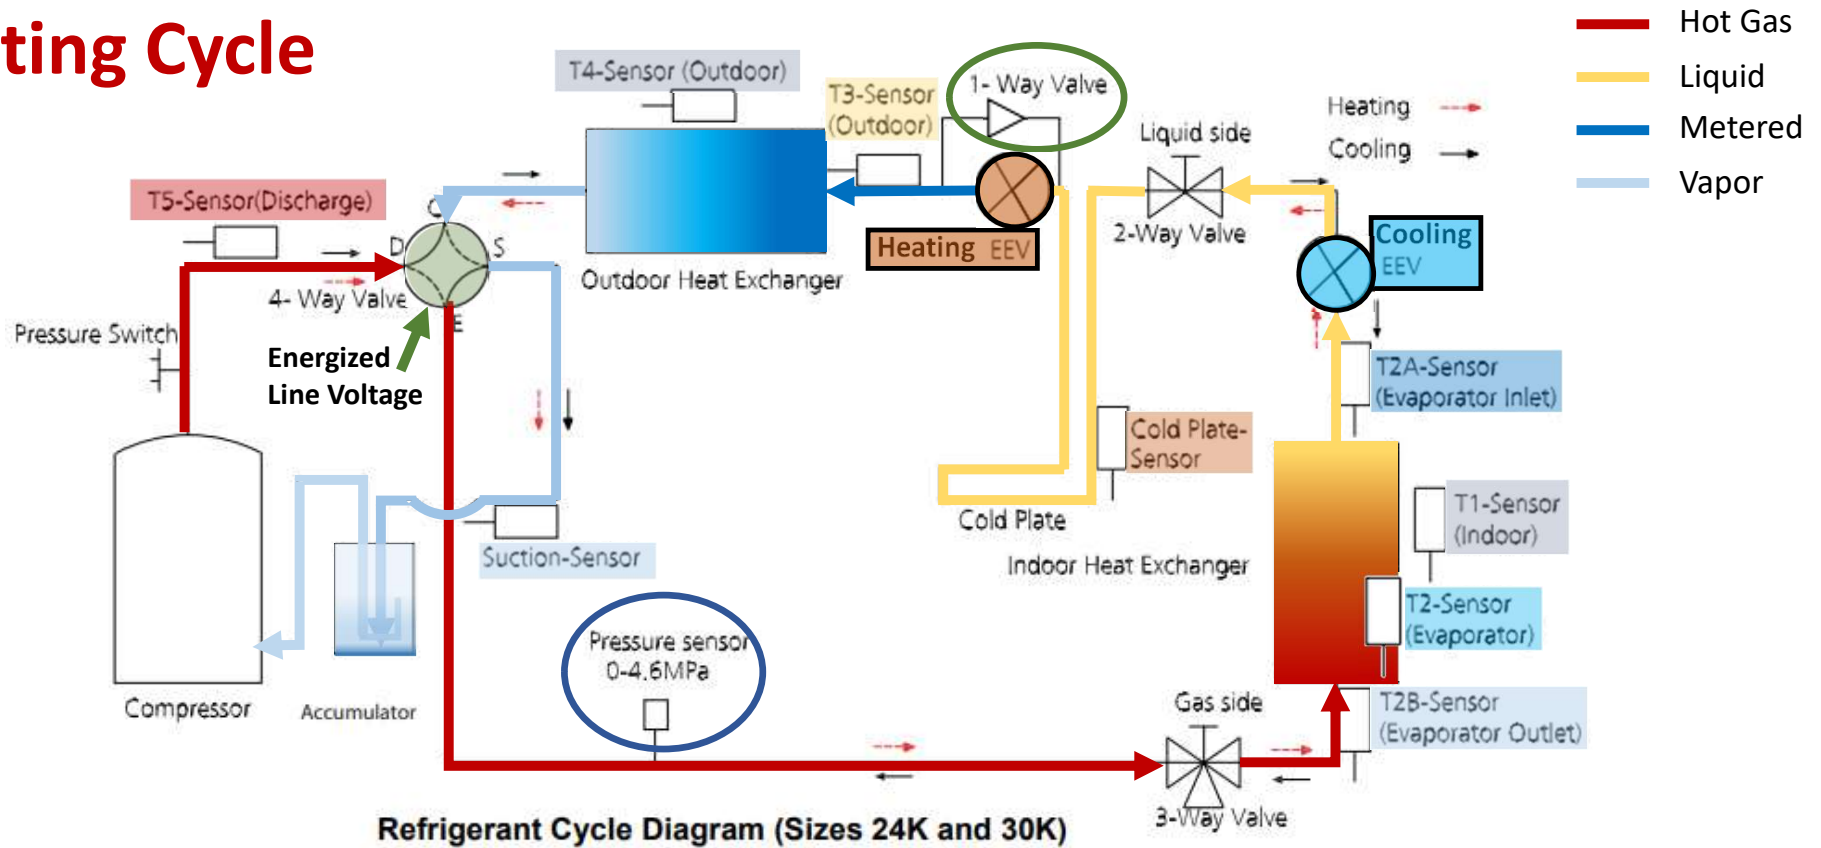 ting Cycle
Hot Gas
Liquid
Metered
Vapor
Heating
Cooling
T4-Sensor (Outdoor)
T3-Sensor
(Outdoor)
1- Way Valve
Liquid side
2-Way Valve
T5-Sensor(Discharge)
C
D
S
E
4- Way Valve
Heating EEV
Outdoor Heat Exchanger
Cooling
EEV
Pressure Switch
Energized
Line Voltage
T2A-Sensor
(Evaporator Inlet)
Cold Plate-
Sensor
Cold Plate
T1-Sensor
(Indoor)
Indoor Heat Exchanger
Suction-Sensor
T2-Sensor
(Evaporator)
Pressure sensor
0-4.6MPa
Compressor
Accumulator
Gas side
T2B-Sensor
(Evaporator Outlet)
3-Way Valve
Refrigerant Cycle Diagram (Sizes 24K and 30K)